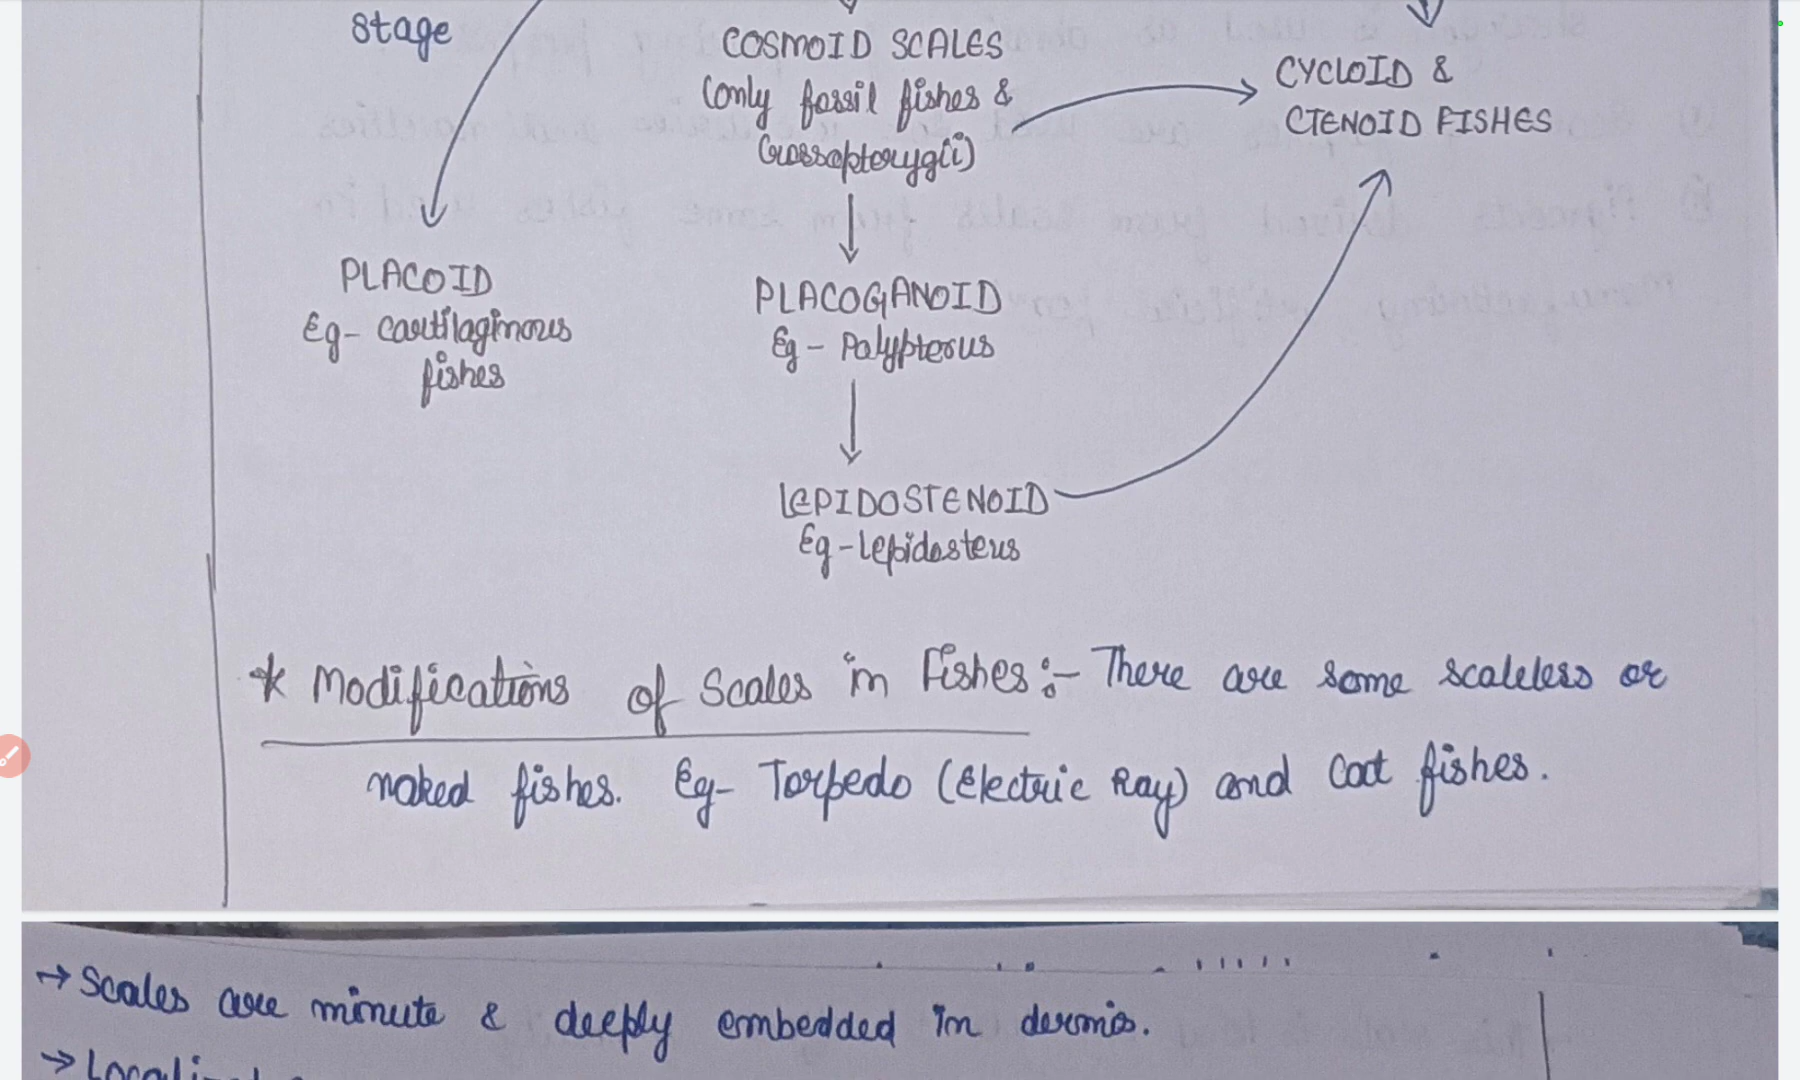 stage
COSMOID SCALES
(only fossil fishes &
Crossopterygii)
CYCLOID &
CTENOID FISHES
PLACOID
Eg- cartilaginous
fishes
PLACOGANOID
Eg - Polypterus
LEPIDOSTENOID
Eg - Lepidosteus
* Modifications of Scales in Fishes :- There are some scaleless or
naked fishes. Eg- Torpedo (Electric Ray) and Cat fishes.
→ Scales are minute & deeply embedded in dermis.